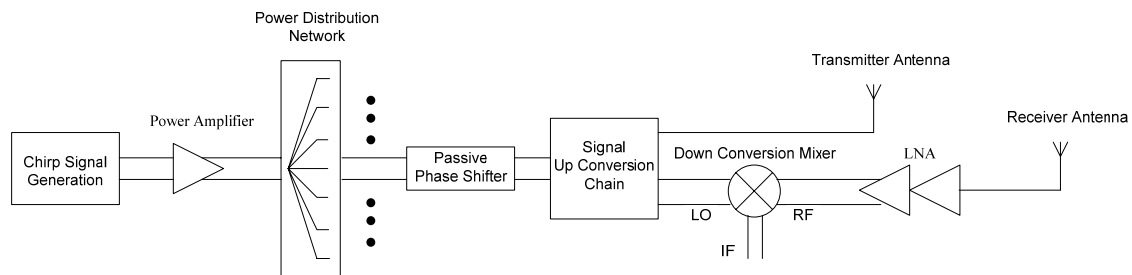 Power Distribution
Network
Transmitter Antenna
Receiver Antenna
Power Amplifier
Chirp Signal
Generation
Passive
Phase Shifter
Signal
Up Conversion
Chain
Down Conversion Mixer
LNA
LO
RF
IF